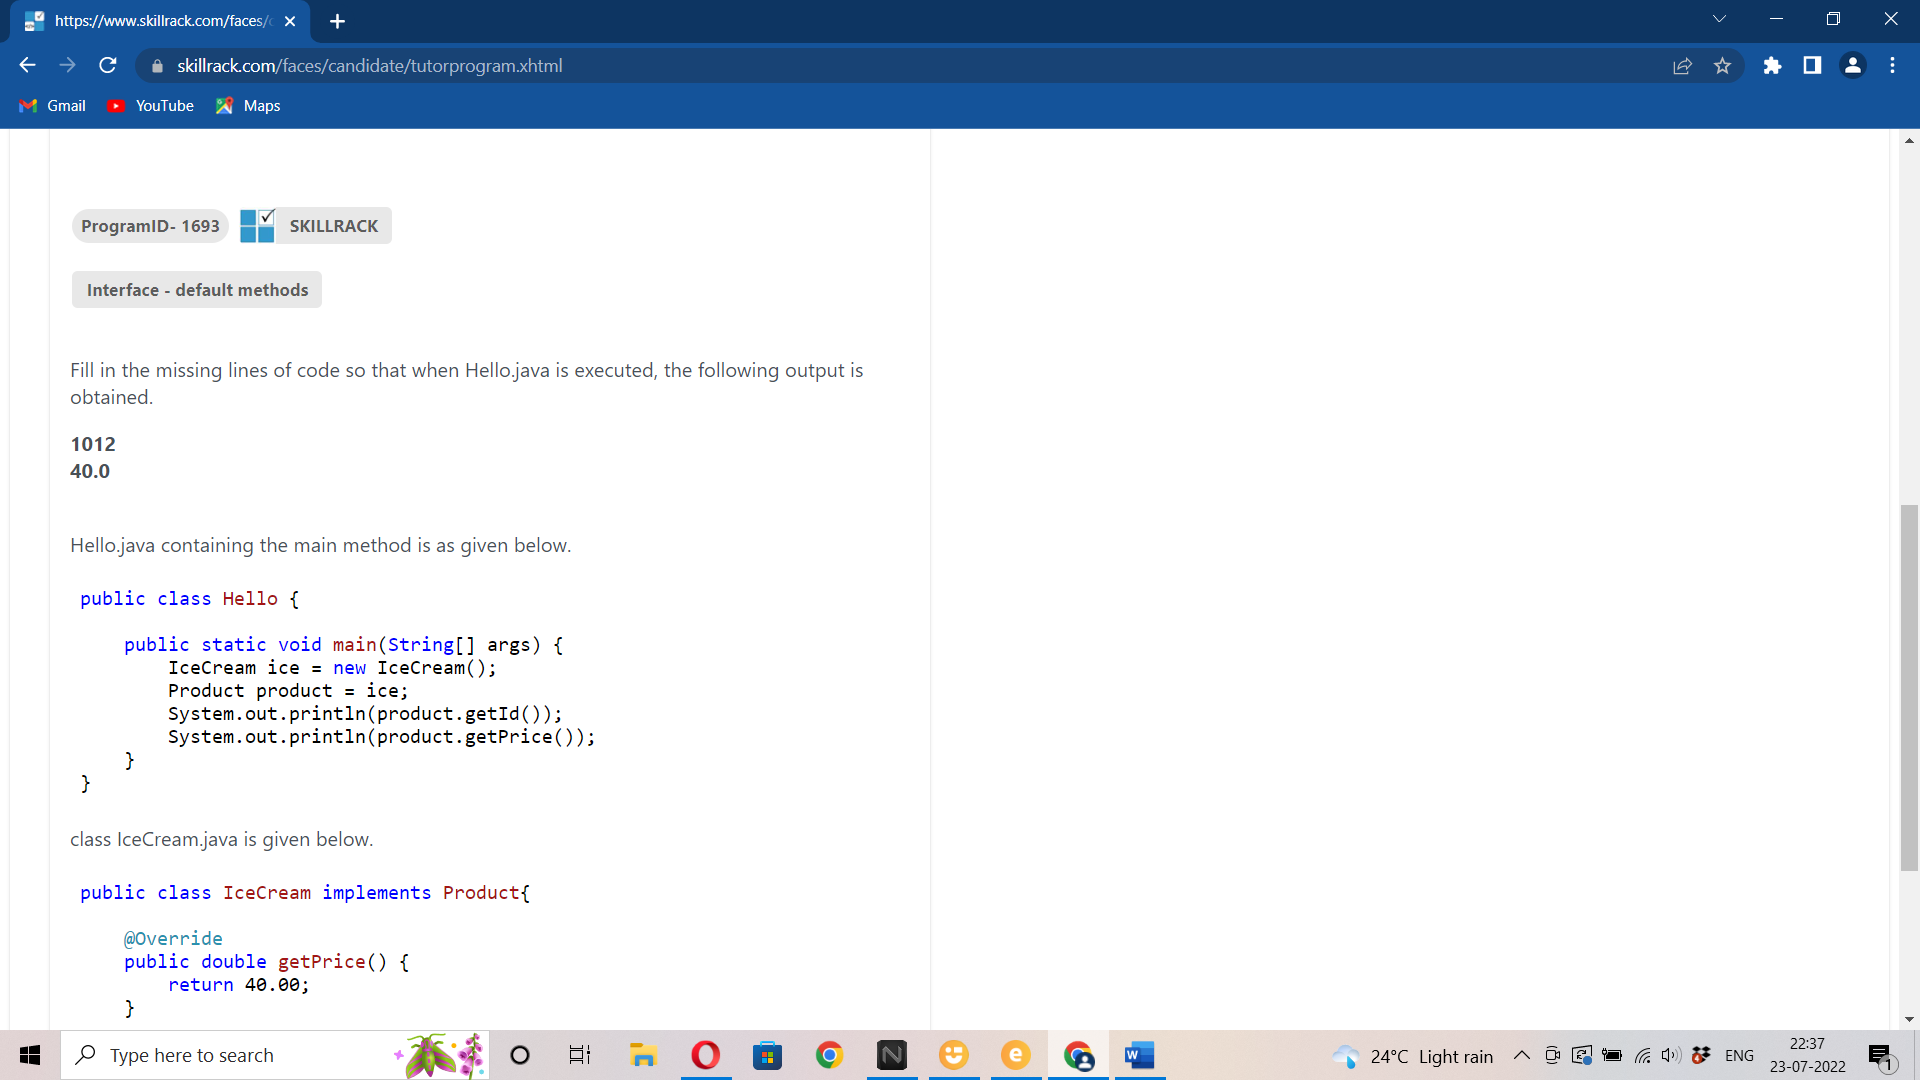 https://www.skillrack.com/faces/c
skillrack.com/faces/candidate/tutorprogram.xhtml
Gmail YouTube Maps
ProgramID- 1693 SKILLRACK
Interface - default methods
Fill in the missing lines of code so that when Hello.java is executed, the following output is
obtained.
1012
40.0
Hello.java containing the main method is as given below.
public class Hello {
public static void main(String[] args) {
IceCream ice = new IceCream();
Product product = ice;
System.out.println(product.getId());
System.out.println(product.getPrice());
}
}
class IceCream.java is given below.
public class IceCream implements Product{
@Override
public double getPrice() {
return 40.00;
}
Type here to search
24°C Light rain
ENG
22:37
23-07-2022
1